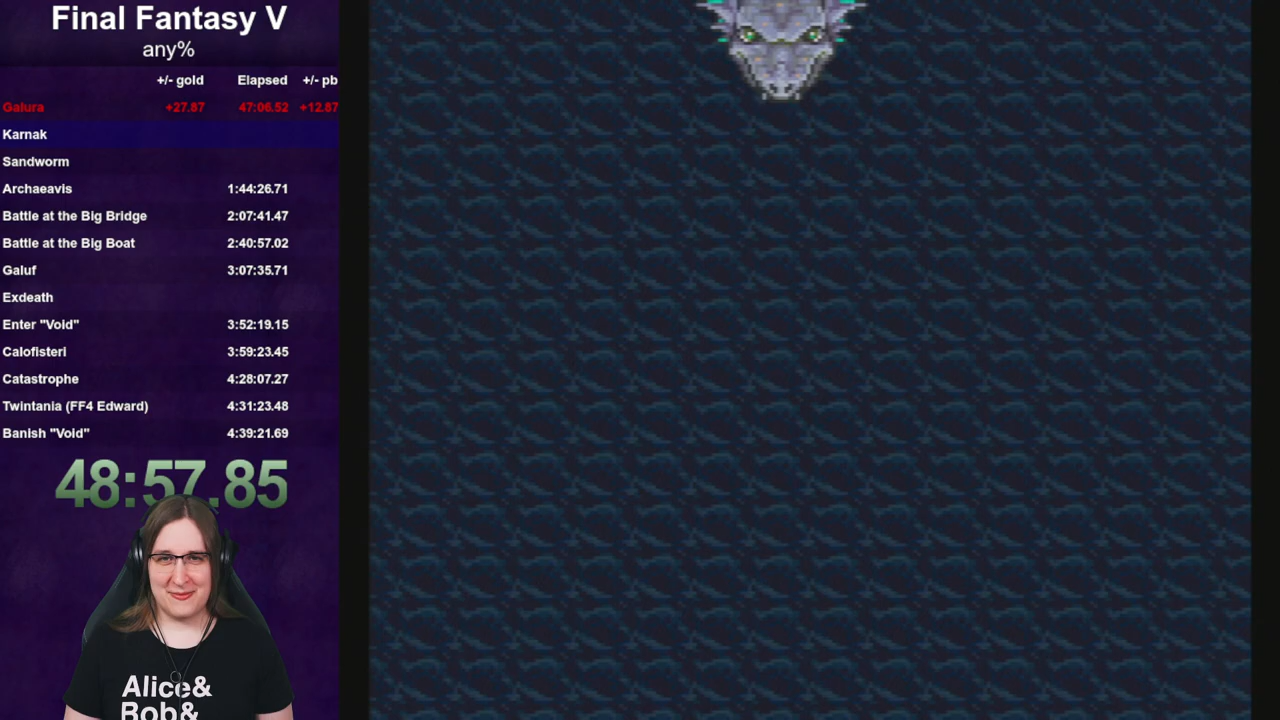 Final Fantasy V
any%
+/- gold Elapsed +/- pb
Galura +27.87 47:06.52 +12.87
Karnak
Sandworm
Archaeavis 1:44:26.71
Battle at the Big Bridge 2:07:41.47
Battle at the Big Boat 2:40:57.02
Galuf 3:07:35.71
Exdeath
Enter "Void" 3:52:19.15
Calofisteri 3:59:23.45
Catastrophe 4:28:07.27
Twintania (FF4 Edward) 4:31:23.48
Banish "Void" 4:39:21.69
48:57.85
Alice&
Bob&